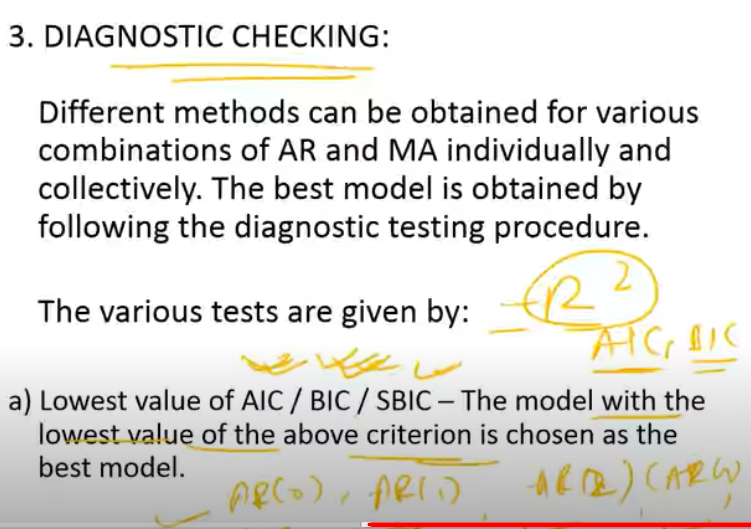 3. DIAGNOSTIC CHECKING:
Different methods can be obtained for various
combinations of AR and MA individually and
collectively. The best model is obtained by
following the diagnostic testing procedure.
R²
The various tests are given by:
AIC, BIC
a) Lowest value of AIC / BIC / SBIC – The model with the
lowest value of the above criterion is chosen as the
best model.
AR(0), AR(1) AR(2)